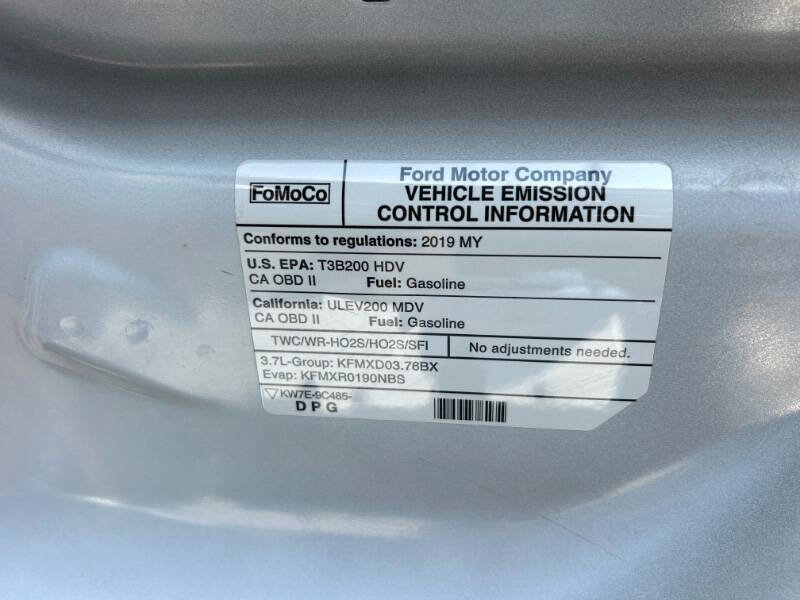 FoMoCo
Ford Motor Company
VEHICLE EMISSION
CONTROL INFORMATION
Conforms to regulations: 2019 MY
U.S. EPA: T3B200 HDV
CA OBD II Fuel: Gasoline
California: ULEV200 MDV
CA OBD II Fuel: Gasoline
TWC/WR-HO2S/HO2S/SFI No adjustments needed.
3.7L-Group: KFMXD03.76BX
Evap: KFMXR0190NBS
KW7E-9C485-
D P G